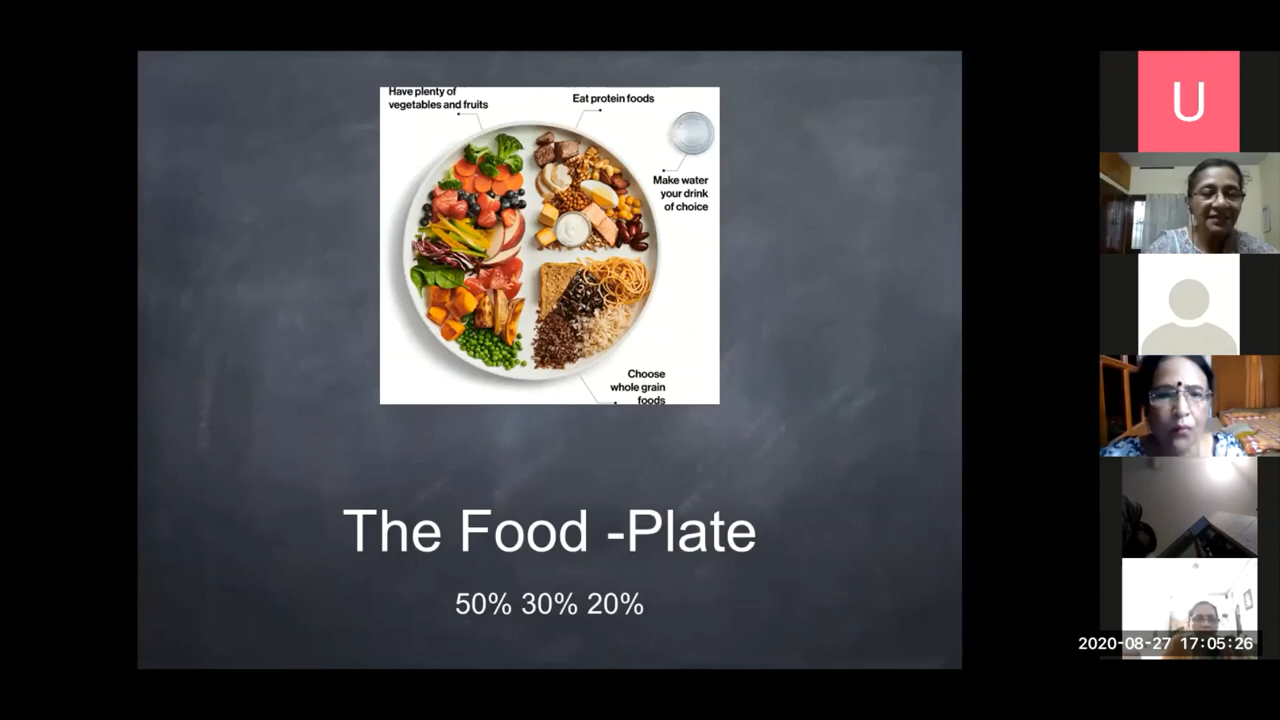 Have plenty of
vegetables and fruits
Eat protein foods
Make water
your drink
of choice
Choose
whole grain
foods
The Food -Plate
50% 30% 20%
U
2020-08-27 17:05:26